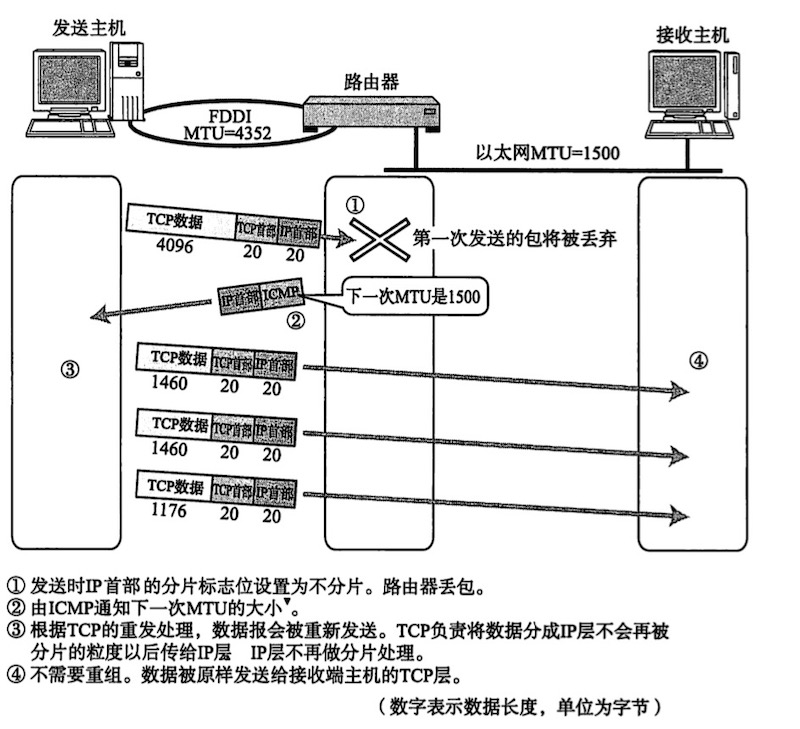 发送主机
接收主机
路由器
FDDI
MTU=4352
以太网MTU=1500
①
TCP数据 TCP首部 IP首部
4096 20 20
第一次发送的包将被丢弃
IP首部 ICMP
下一次MTU是1500
②
③
④
TCP数据 TCP首部 IP首部
1460 20 20
TCP数据 TCP首部 IP首部
1460 20 20
TCP数据 TCP首部 IP首部
1176 20 20
① 发送时IP首部的分片标志位设置为不分片。路由器丢包。
② 由ICMP通知下一次MTU的大小▼。
③ 根据TCP的重发处理，数据报会被重新发送。TCP负责将数据分成IP层不会再被
分片的粒度以后传给IP层 IP层不再做分片处理。
④ 不需要重组。数据被原样发送给接收端主机的TCP层。
（数字表示数据长度，单位为字节）